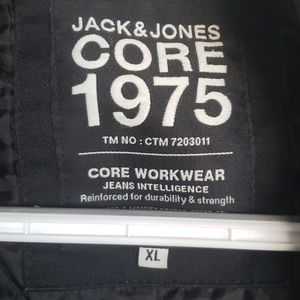 JACK&JONES
CORE
1975
TM NO : CTM 7203011
CORE WORKWEAR
JEANS INTELLIGENCE
Reinforced for durability & strength
XL